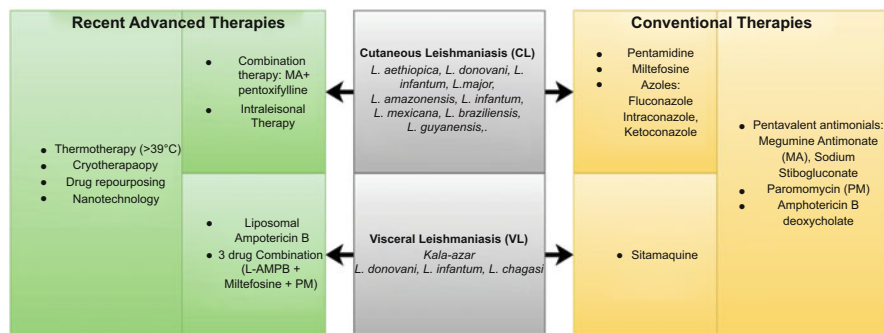 Recent Advanced Therapies
Conventional Therapies
● Combination
therapy: MA+
pentoxifylline
● Intraleisonal
Therapy
● Thermotherapy (>39°C)
● Cryotherapaopy
● Drug repourposing
● Nanotechnology
● Liposomal
Ampotericin B
● 3 drug Combination
(L-AMPB +
Miltefosine + PM)
Cutaneous Leishmaniasis (CL)
L. aethiopica, L. donovani, L.
infantum, L.major,
L. amazonensis, L. infantum,
L. mexicana, L. braziliensis,
L. guyanensis,.
Visceral Leishmaniasis (VL)
Kala-azar
L. donovani, L. infantum, L. chagasi
● Pentamidine
● Miltefosine
● Azoles:
Fluconazole
Intraconazole,
Ketoconazole
● Sitamaquine
● Pentavalent antimonials:
Megumine Antimonate
(MA), Sodium
Stibogluconate
● Paromomycin (PM)
● Amphotericin B
deoxycholate